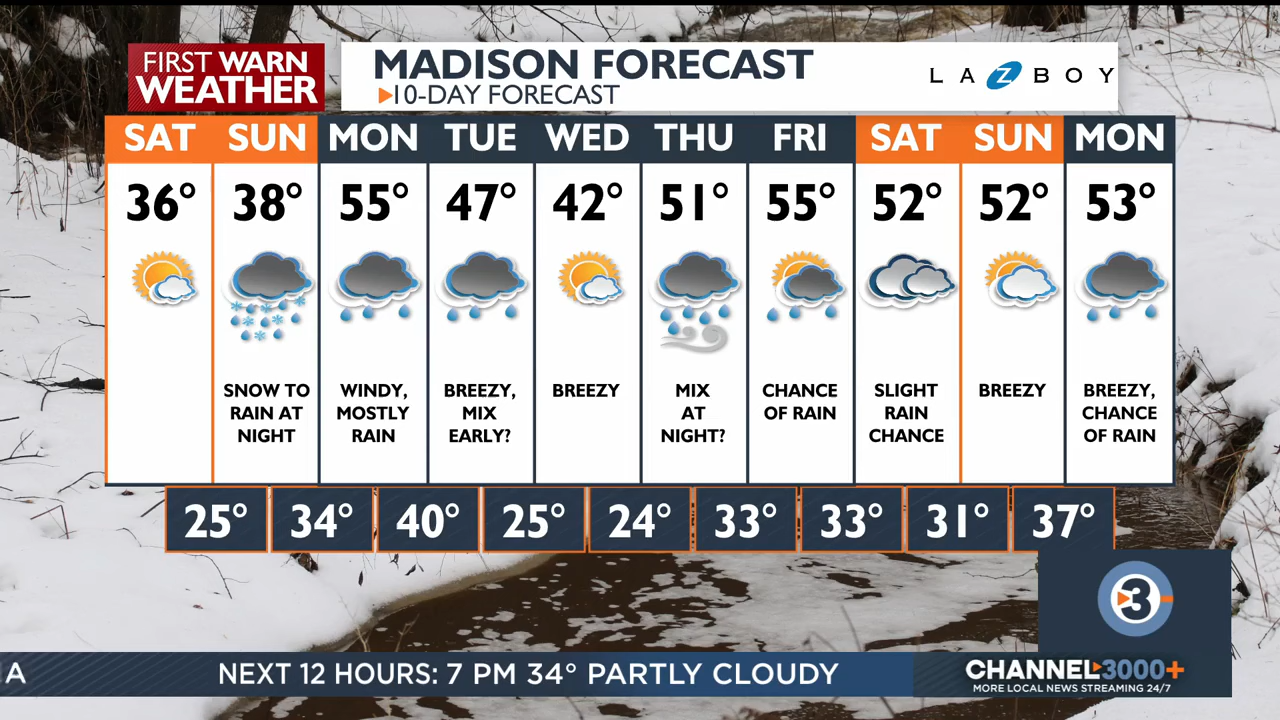 FIRST WARN
WEATHER
MADISON FORECAST
10-DAY FORECAST
LA Z BOY
SAT SUN MON TUE WED THU FRI SAT SUN MON
36° 38° 55° 47° 42° 51° 55° 52° 52° 53°
SNOW TO
RAIN AT
NIGHT
WINDY,
MOSTLY
RAIN
BREEZY,
MIX
EARLY?
BREEZY
MIX
AT
NIGHT?
CHANCE
OF RAIN
SLIGHT
RAIN
CHANCE
BREEZY
BREEZY,
CHANCE
OF RAIN
25° 34° 40° 25° 24° 33° 33° 31° 37°
3
NEXT 12 HOURS: 7 PM 34° PARTLY CLOUDY
CHANNEL3000+
MORE LOCAL NEWS STREAMING 24/7